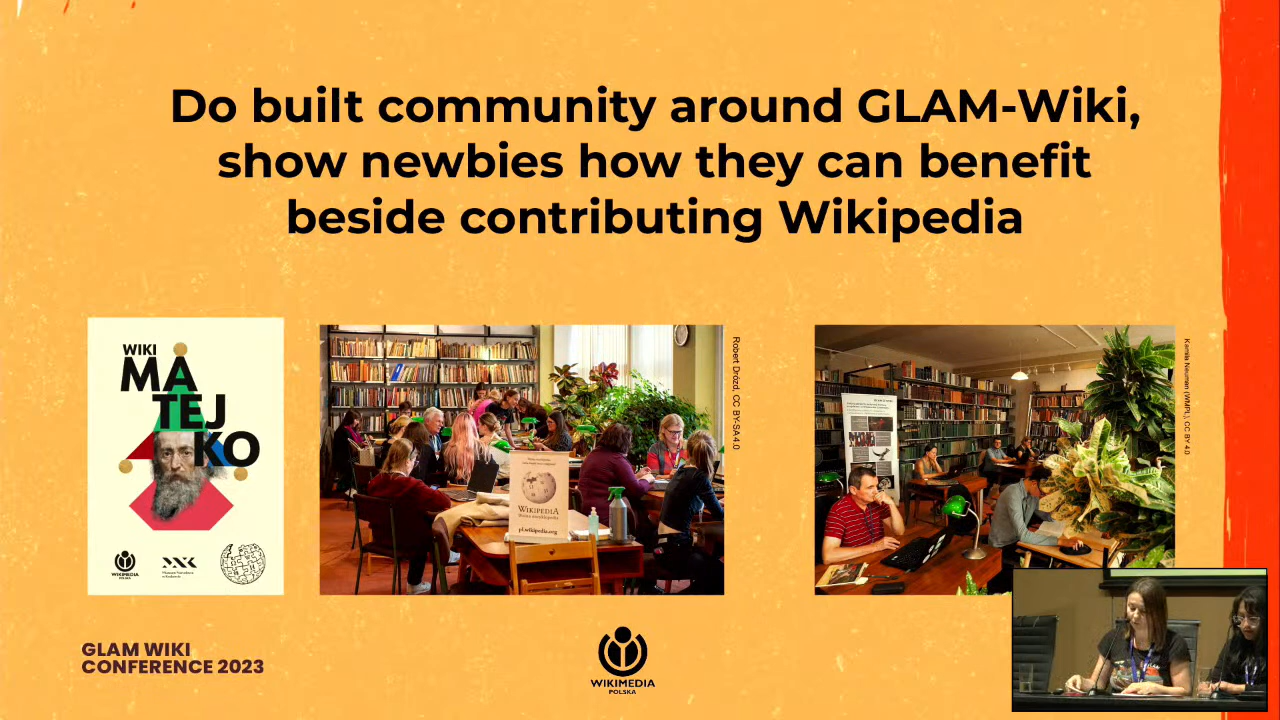 Do built community around GLAM-Wiki,
show newbies how they can benefit
beside contributing Wikipedia
WIKI
MA
TEJ
KO
WIKIMEDIA
POLSKA
Robert Drózd, CC BY-SA 4.0
WIKIPEDIA
pl.wikipedia.org
Kamila Neuman (WMPL), CC BY 4.0
GLAM WIKI
CONFERENCE 2023
WIKIMEDIA
POLSKA